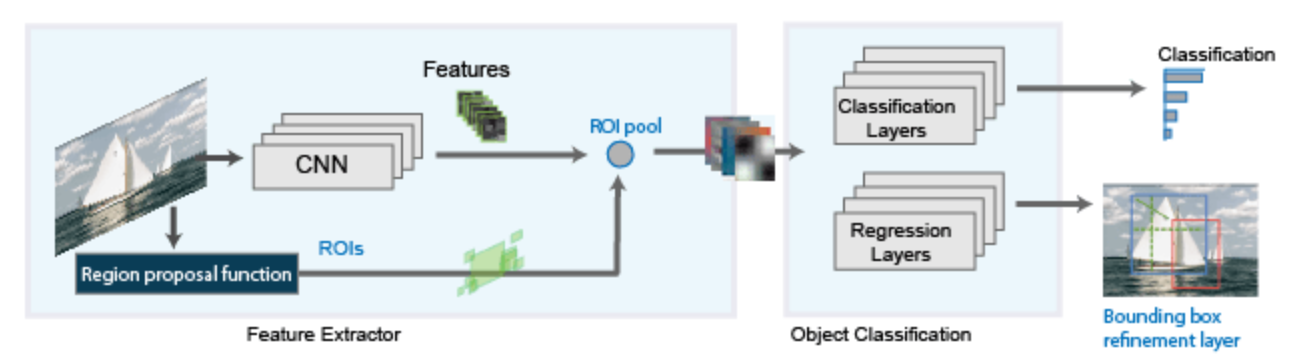 Features
CNN
ROI pool
ROIs
Region proposal function
Feature Extractor
Classification
Layers
Regression
Layers
Object Classification
Classification
Bounding box
refinement layer